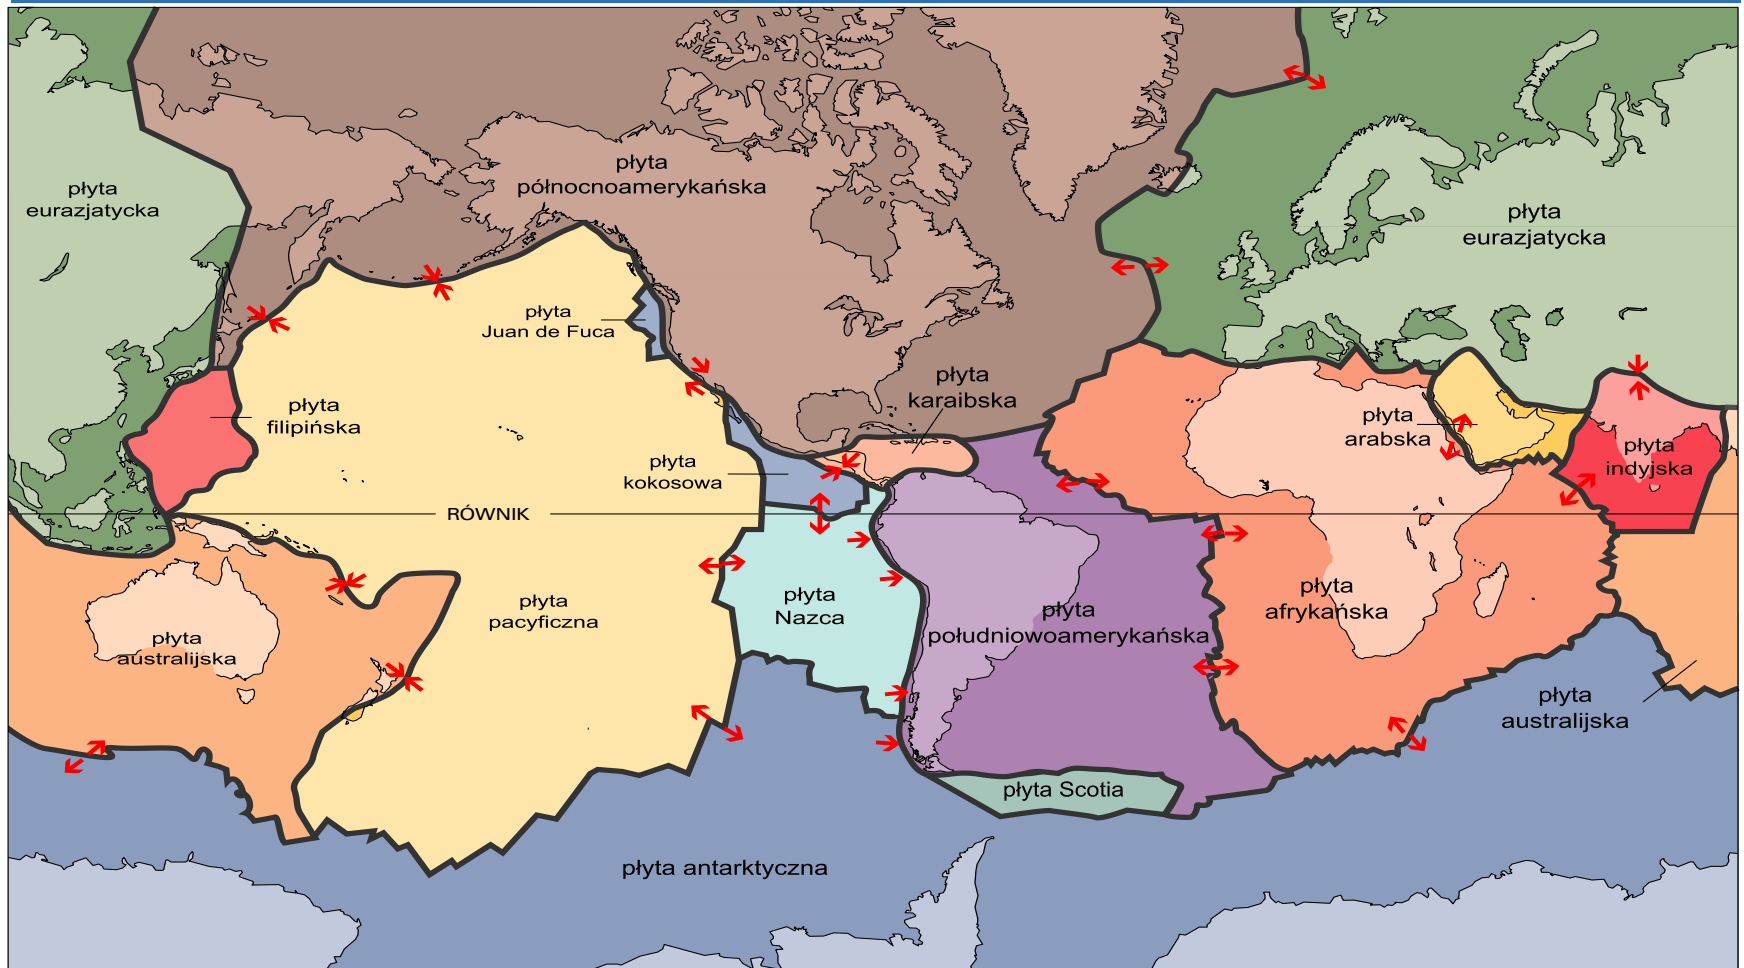 płyta
eurazjatycka
płyta
północnoamerykańska
płyta
eurazjatycka
płyta
Juan de Fuca
płyta
karaibska
płyta
filipińska
płyta
arabska
płyta
indyjska
płyta
kokosowa
RÓWNIK
płyta
pacyficzna
płyta
Nazca
płyta
południowoamerykańska
płyta
afrykańska
płyta
australijska
płyta
australijska
płyta Scotia
płyta antarktyczna